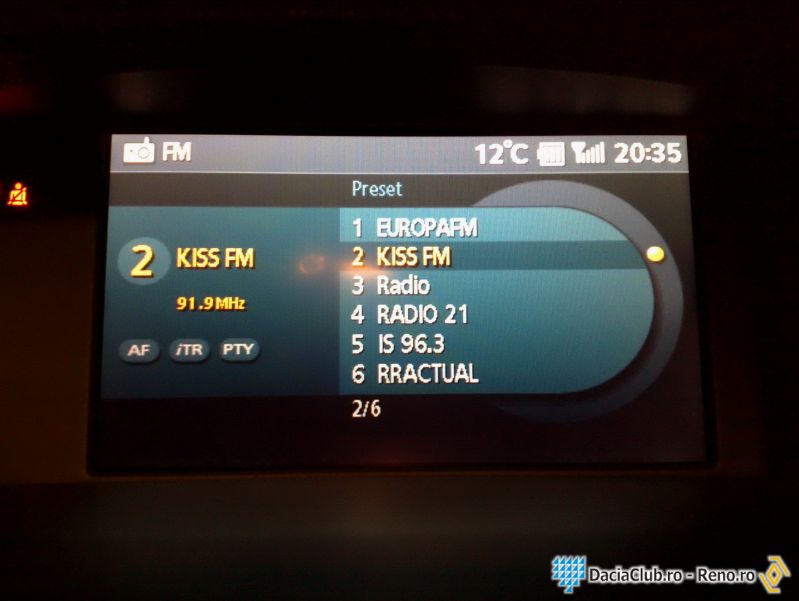 FM 12°C 20:35
Preset
1 EUROPAFM
2 KISS FM
3 Radio
4 RADIO 21
5 IS 96.3
6 RRACTUAL
2/6
2 KISS FM
91.9MHz
AF iTR PTY
DaciaClub.ro - Reno.ro